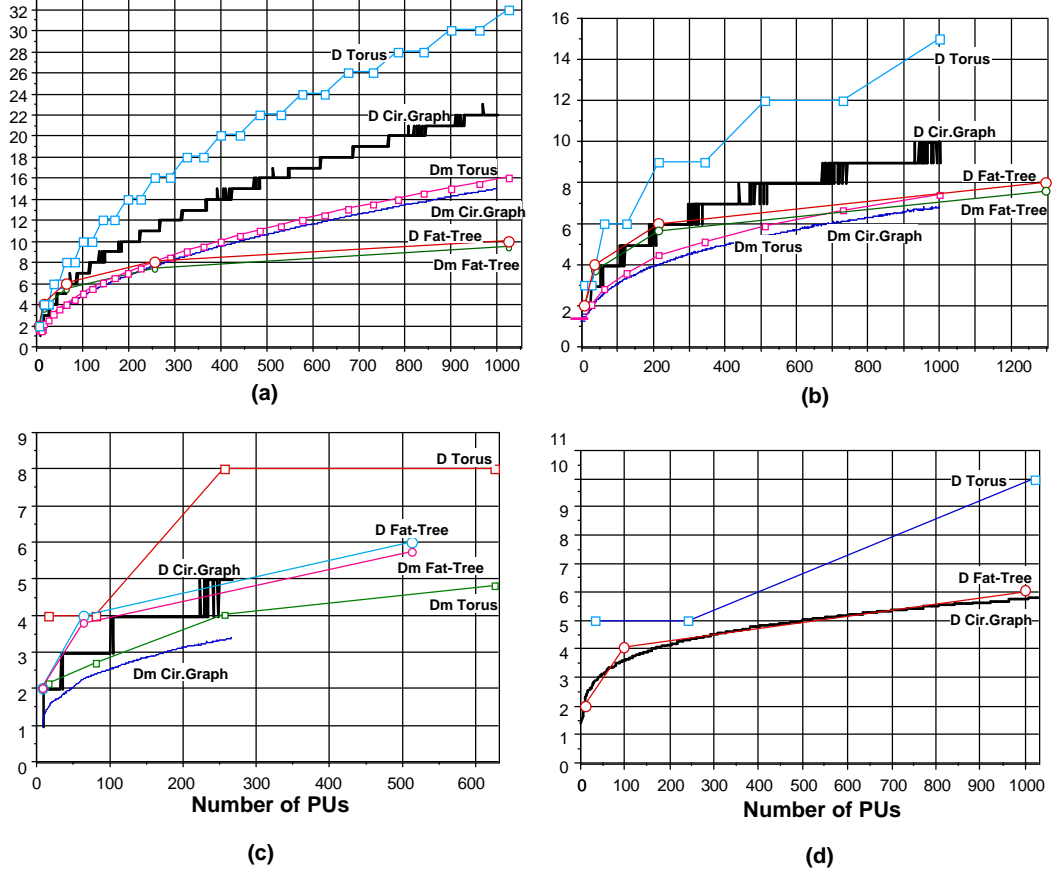 32
30
28
26
24
22
20
18
16
14
12
10
8
6
4
2
0
0 100 200 300 400 500 600 700 800 900 1000
D Torus
D Cir.Graph
Dm Torus
Dm Cir.Graph
D Fat-Tree
Dm Fat-Tree
(a)
16
14
12
10
8
6
4
2
0
0 200 400 600 800 1000 1200
D Torus
D Cir.Graph
D Fat-Tree
Dm Fat-Tree
Dm Cir.Graph
Dm Torus
(b)
9
8
7
6
5
4
3
2
1
0
0 100 200 300 400 500 600
D Torus
D Fat-Tree
D Cir.Graph
Dm Fat-Tree
Dm Torus
Dm Cir.Graph
Number of PUs
(c)
11
10
9
8
7
6
5
4
3
2
1
0
0 100 200 300 400 500 600 700 800 900 1000
D Torus
D Fat-Tree
D Cir.Graph
Number of PUs
(d)